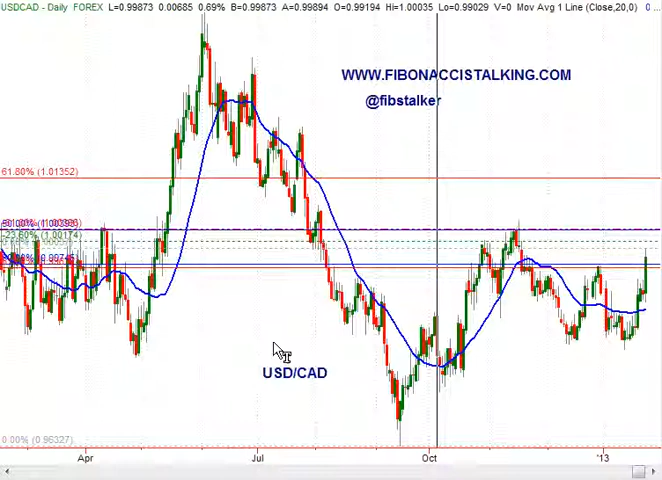 USDCAD - Daily FOREX L=0.99873 0.00685 0.69% B=0.99873 A=0.99894 O=0.99194 Hi=1.00035 Lo=0.99029 V=0 Mov Avg 1 Line (Close,20,0) 0 ...
WWW.FIBONACCISTALKING.COM
@fibstalker
61.80% (1.01352)
-23.60% (1.00174)
USD/CAD
0.00% (0.96327)
Apr Jul Oct '13